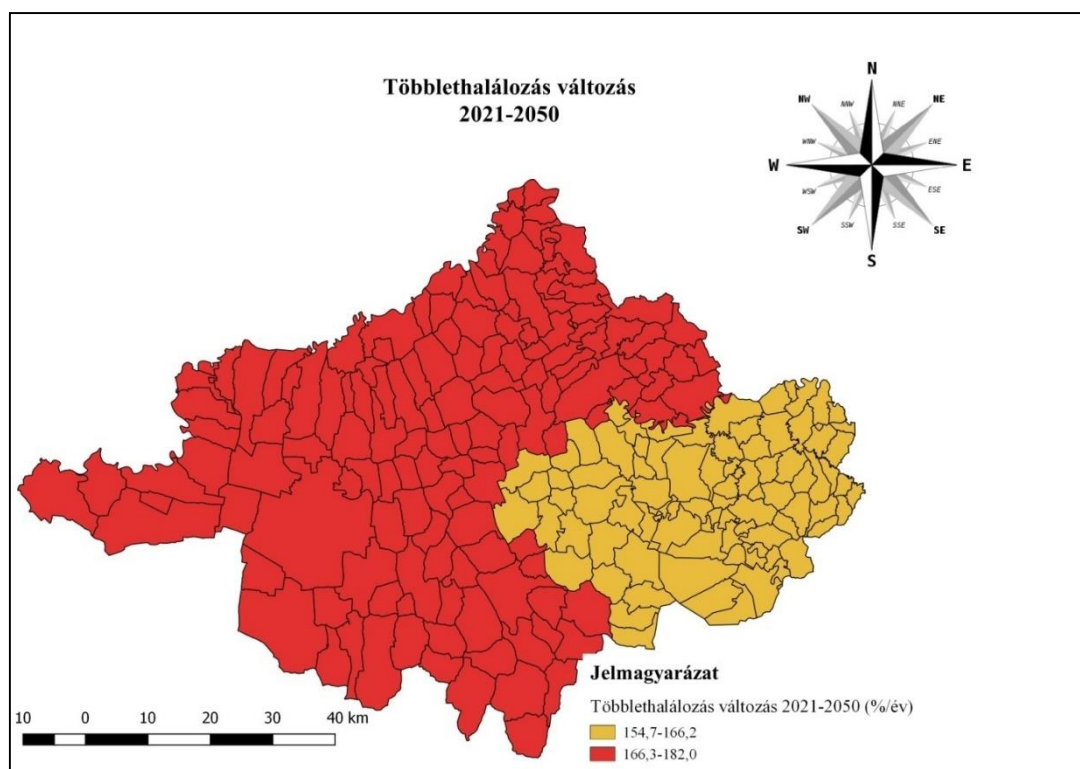 Többlethalálozás változás
2021-2050
N
NNW
NNE
NW
NE
WNW
ENE
W
E
WSW
ESE
SW
SSW
SSE
SE
S
Jelmagyarázat
Többlethalálozás változás 2021-2050 (%/év)
154,7-166,2
166,3-182,0
10 0 10 20 30 40 km